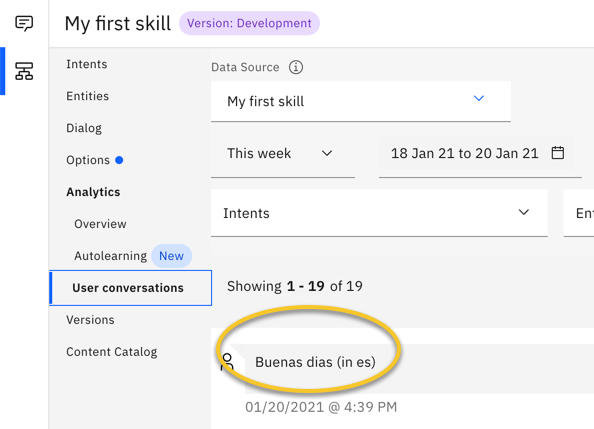 My first skill Version: Development
Intents
Entities
Dialog
Options
Analytics
Overview
Autolearning New
User conversations
Versions
Content Catalog
Data Source
My first skill
This week 18 Jan 21 to 20 Jan 21
Intents En
Showing 1 - 19 of 19
Buenas dias (in es)
01/20/2021 @ 4:39 PM